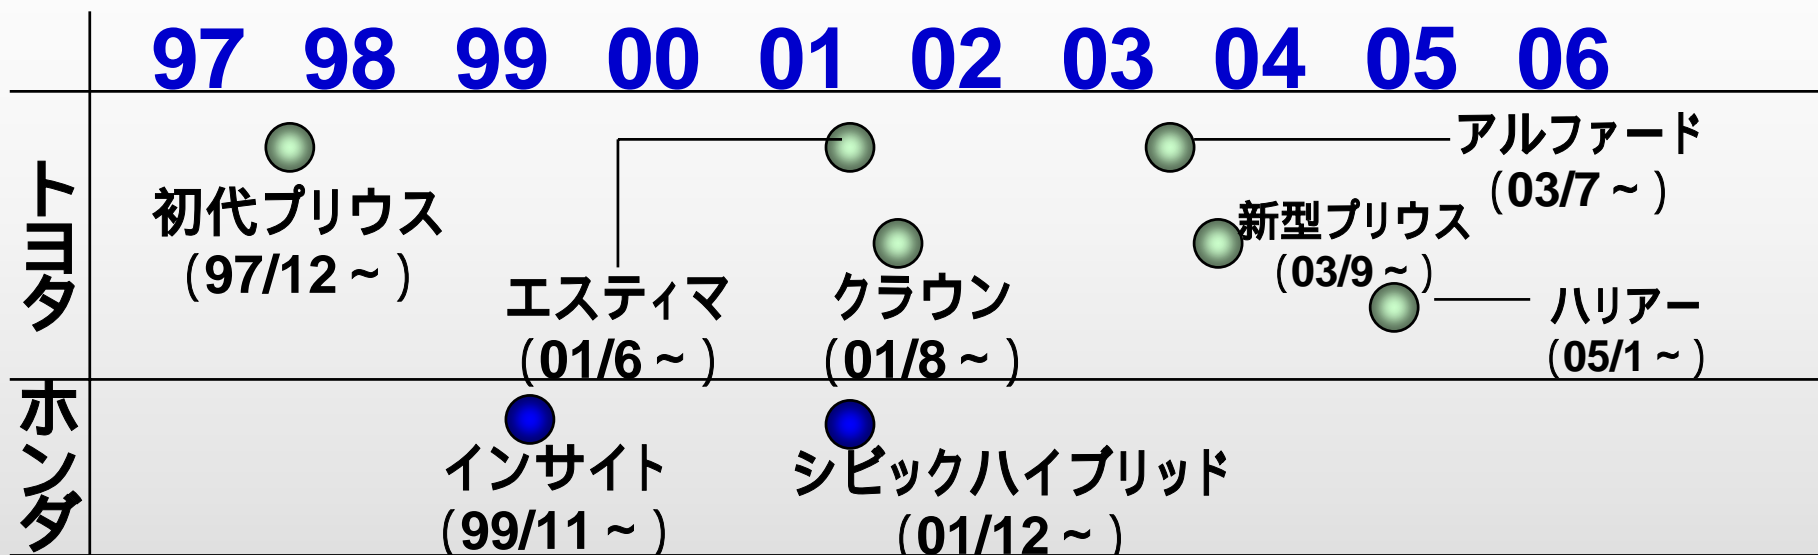 97 98 99 00 01 02 03 04 05 06
トヨタ
初代プリウス
(97/12~)
エスティマ
(01/6~)
クラウン
(01/8~)
アルファード
(03/7~)
新型プリウス
(03/9~)
ハリアー
(05/1~)
ホンダ
インサイト
(99/11~)
シビックハイブリッド
(01/12~)